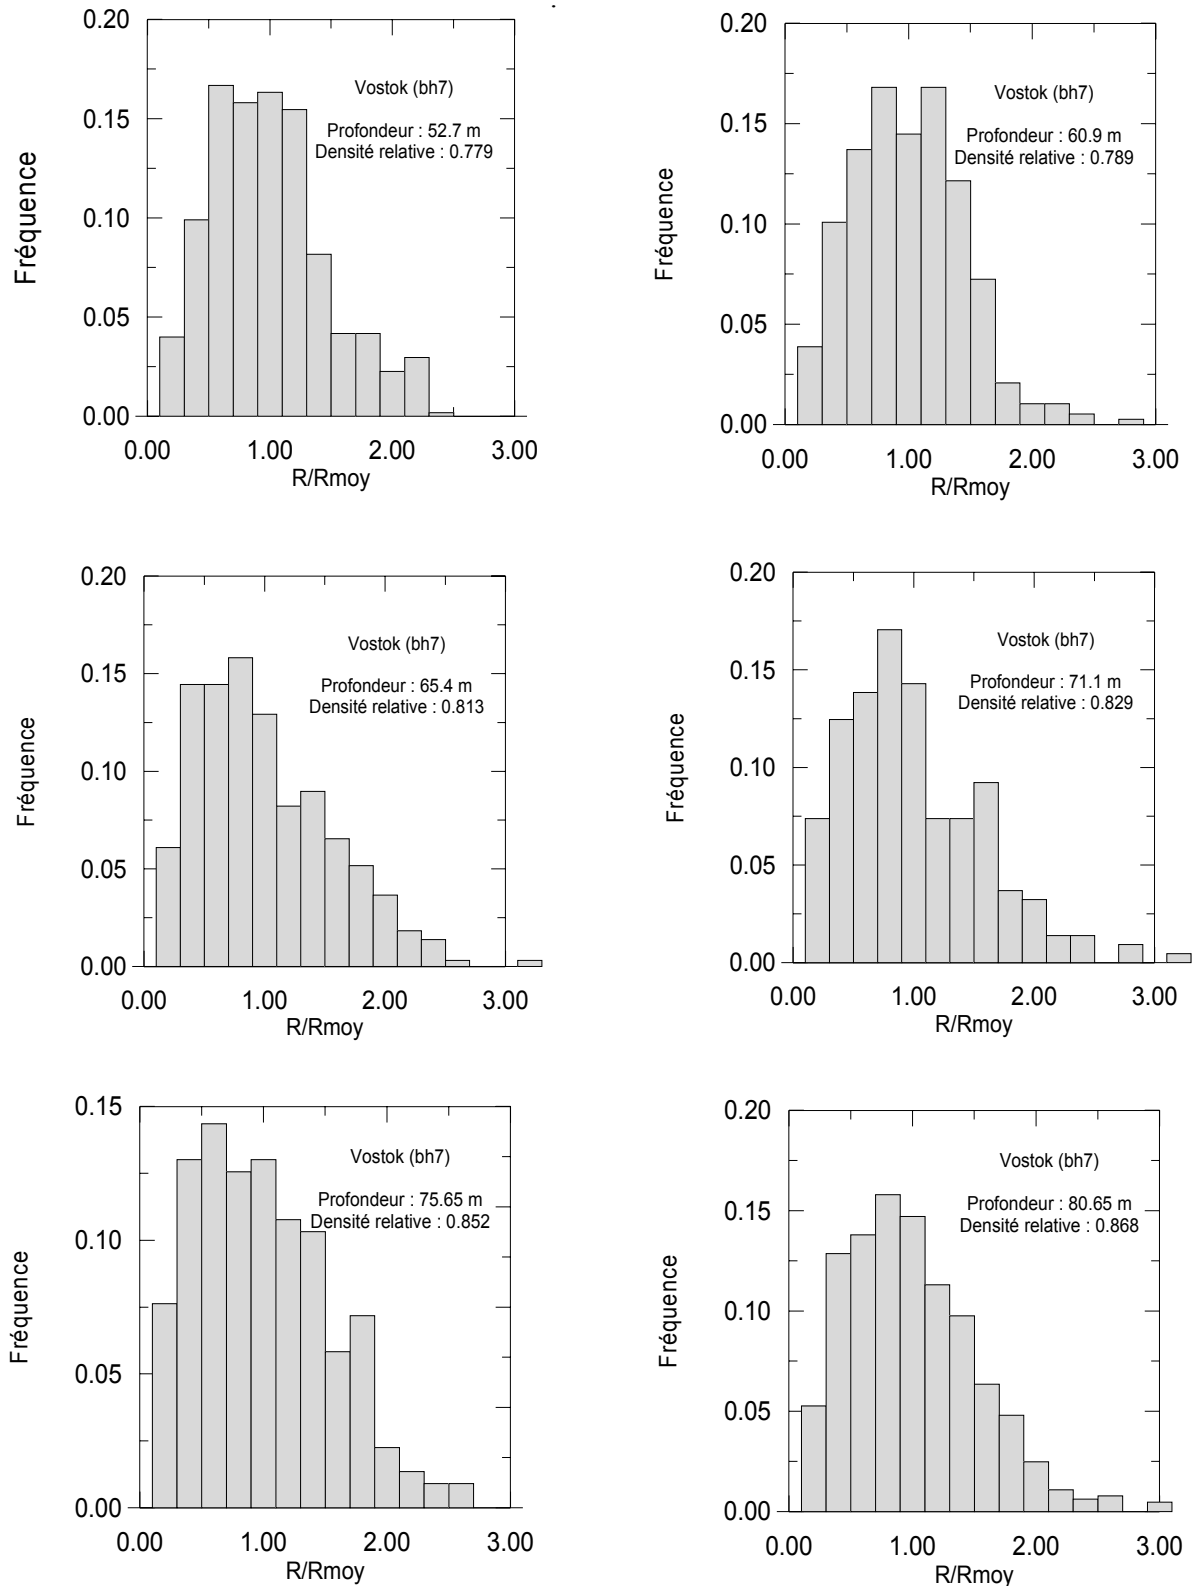 0.20
0.15
0.10
0.05
0.00
Fréquence
Vostok (bh7)
Profondeur : 52.7 m
Densité relative : 0.779
0.00 1.00 2.00 3.00
R/Rmoy
0.20
0.15
0.10
0.05
0.00
Fréquence
Vostok (bh7)
Profondeur : 60.9 m
Densité relative : 0.789
0.00 1.00 2.00 3.00
R/Rmoy
0.20
0.15
0.10
0.05
0.00
Fréquence
Vostok (bh7)
Profondeur : 65.4 m
Densité relative : 0.813
0.00 1.00 2.00 3.00
R/Rmoy
0.20
0.15
0.10
0.05
0.00
Fréquence
Vostok (bh7)
Profondeur : 71.1 m
Densité relative : 0.829
0.00 1.00 2.00 3.00
R/Rmoy
0.15
0.10
0.05
0.00
Fréquence
Vostok (bh7)
Profondeur : 75.65 m
Densité relative : 0.852
0.00 1.00 2.00 3.00
R/Rmoy
0.20
0.15
0.10
0.05
0.00
Fréquence
Vostok (bh7)
Profondeur : 80.65 m
Densité relative : 0.868
0.00 1.00 2.00 3.00
R/Rmoy